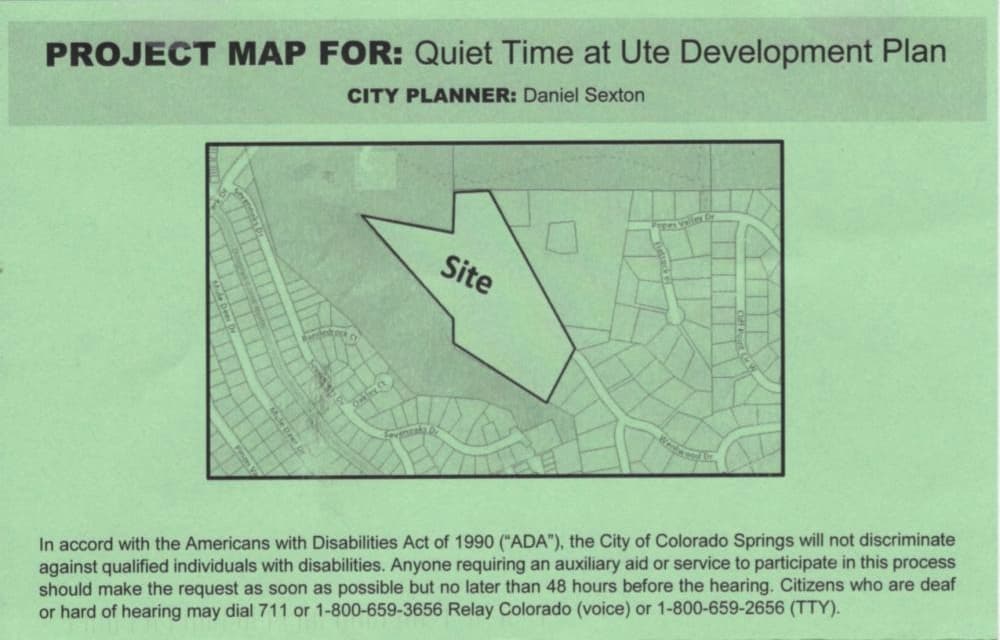 PROJECT MAP FOR: Quiet Time at Ute Development Plan
CITY PLANNER: Daniel Sexton
Popes Valley Dr
Site
Mule Deer Dr
Oakley Ct
Mule Deer Dr
Sevenoaks Dr
Wentwood Dr
In accord with the Americans with Disabilities Act of 1990 (“ADA”), the City of Colorado Springs will not discriminate
against qualified individuals with disabilities. Anyone requiring an auxiliary aid or service to participate in this process
should make the request as soon as possible but no later than 48 hours before the hearing. Citizens who are deaf
or hard of hearing may dial 711 or 1-800-659-3656 Relay Colorado (voice) or 1-800-659-2656 (TTY).